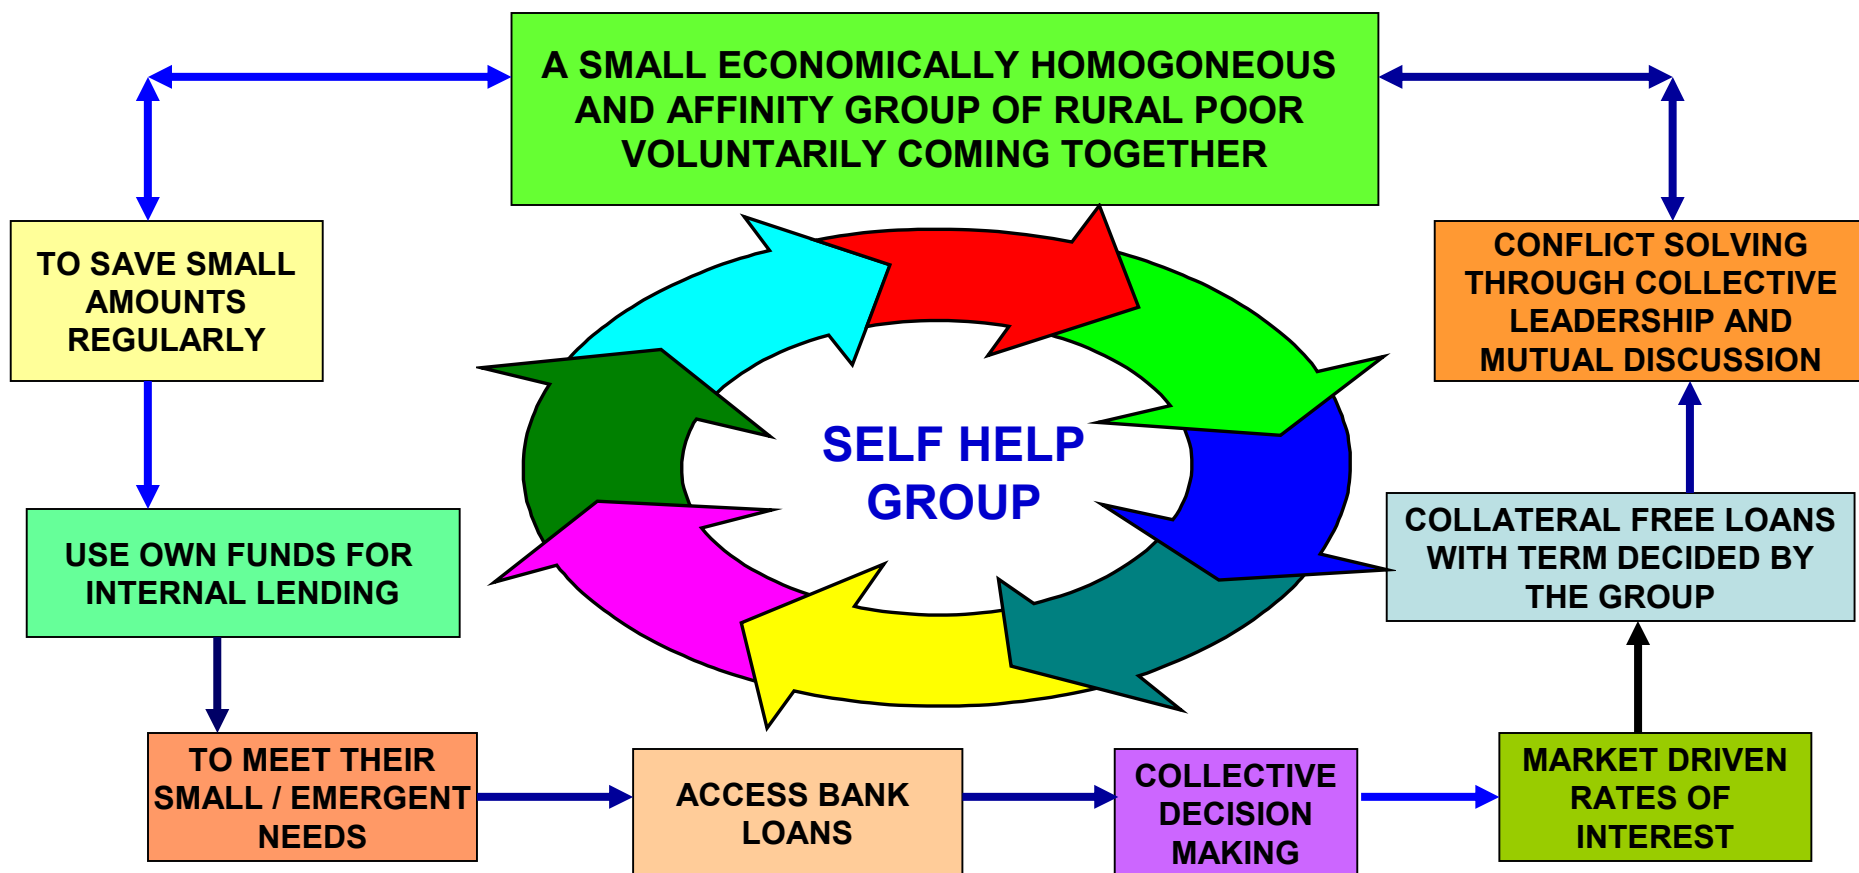 A SMALL ECONOMICALLY HOMOGONEOUS
AND AFFINITY GROUP OF RURAL POOR
VOLUNTARILY COMING TOGETHER
TO SAVE SMALL
AMOUNTS
REGULARLY
USE OWN FUNDS FOR
INTERNAL LENDING
TO MEET THEIR
SMALL / EMERGENT
NEEDS
ACCESS BANK
LOANS
COLLECTIVE
DECISION
MAKING
MARKET DRIVEN
RATES OF
INTEREST
COLLATERAL FREE LOANS
WITH TERM DECIDED BY
THE GROUP
CONFLICT SOLVING
THROUGH COLLECTIVE
LEADERSHIP AND
MUTUAL DISCUSSION
SELF HELP
GROUP